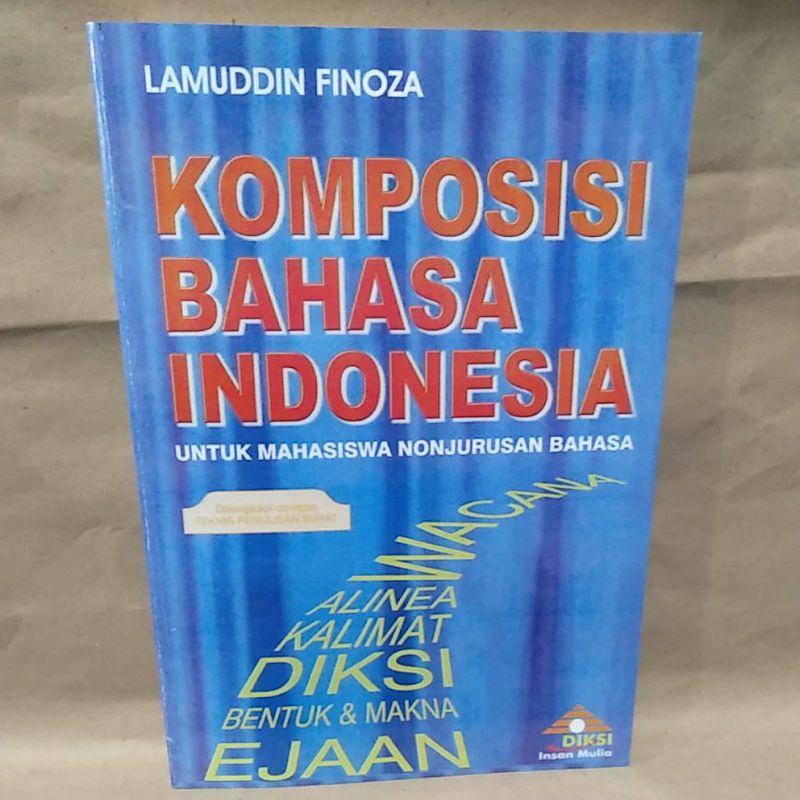 LAMUDDIN FINOZA
KOMPOSISI
BAHASA
INDONESIA
UNTUK MAHASISWA NONJURUSAN BAHASA
Dilengkapi dengan
TEKNIS PENULISAN SURAT
WACANA
ALINEA
KALIMAT
DIKSI
BENTUK & MAKNA
EJAAN
DIKSI
Insan Mulia